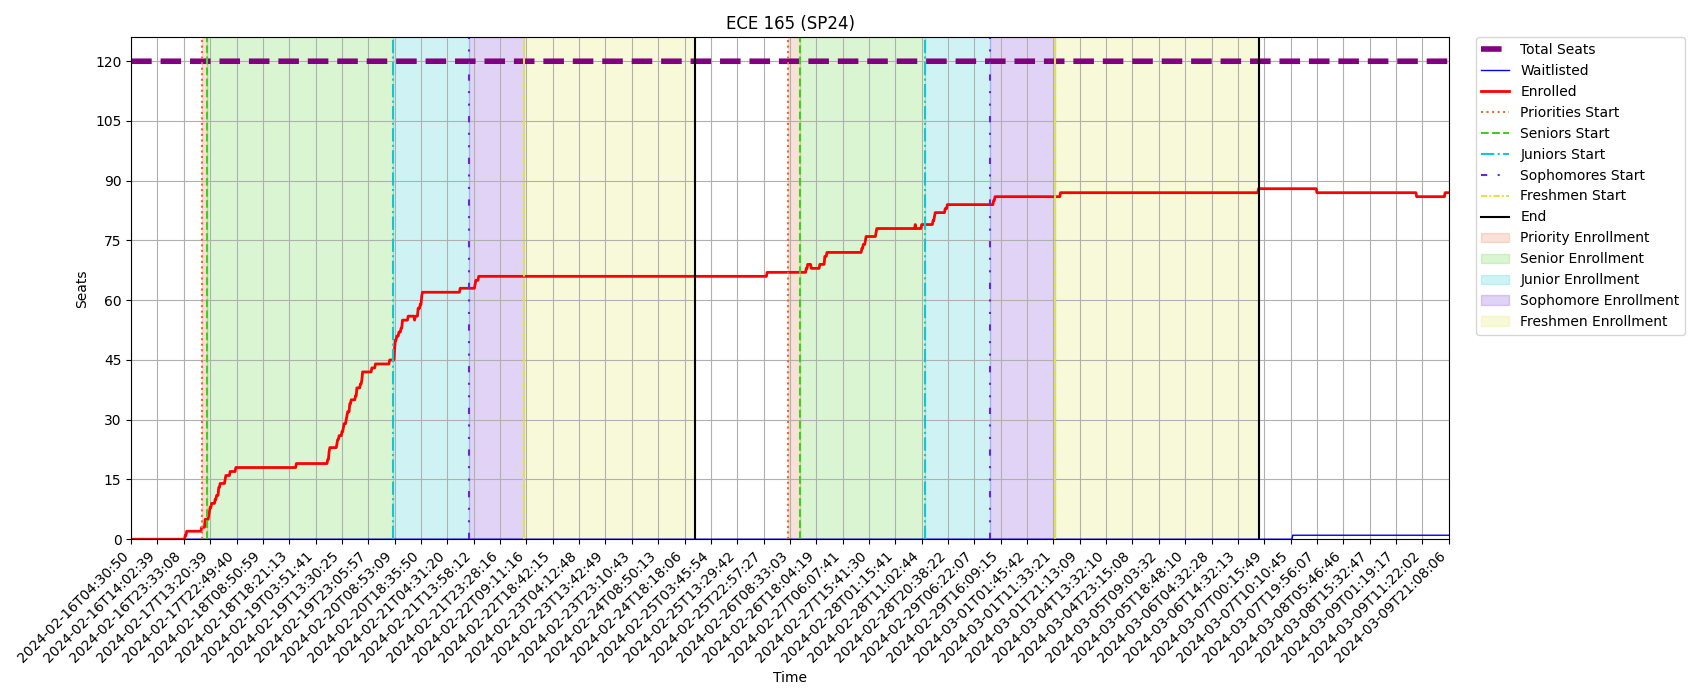 ECE 165 (SP24)
Seats
120
105
90
75
60
45
30
15
0
2024-02-16T04:30:50
2024-02-16T14:02:39
2024-02-16T23:33:08
2024-02-17T13:20:39
2024-02-17T22:49:40
2024-02-18T08:50:59
2024-02-18T18:21:13
2024-02-19T03:51:41
2024-02-19T13:30:25
2024-02-19T23:05:57
2024-02-20T08:53:09
2024-02-20T18:35:50
2024-02-21T04:31:20
2024-02-21T13:58:12
2024-02-21T23:28:16
2024-02-22T09:11:16
2024-02-22T18:42:15
2024-02-23T04:12:48
2024-02-23T13:42:49
2024-02-23T23:10:43
2024-02-24T08:50:13
2024-02-24T18:18:06
2024-02-25T03:45:54
2024-02-25T13:29:42
2024-02-25T22:57:27
2024-02-26T08:33:03
2024-02-26T18:04:19
2024-02-27T06:07:41
2024-02-27T15:41:30
2024-02-28T01:15:41
2024-02-28T11:02:44
2024-02-28T20:38:22
2024-02-29T06:22:07
2024-02-29T16:09:15
2024-03-01T01:45:42
2024-03-01T11:33:21
2024-03-01T21:13:09
2024-03-04T13:32:10
2024-03-04T23:15:08
2024-03-05T09:03:32
2024-03-05T18:48:10
2024-03-06T04:32:28
2024-03-06T14:32:13
2024-03-07T00:15:49
2024-03-07T10:10:45
2024-03-07T19:56:07
2024-03-08T05:46:46
2024-03-08T15:32:47
2024-03-09T01:19:17
2024-03-09T11:22:02
2024-03-09T21:08:06
Time
Total Seats
Waitlisted
Enrolled
Priorities Start
Seniors Start
Juniors Start
Sophomores Start
Freshmen Start
End
Priority Enrollment
Senior Enrollment
Junior Enrollment
Sophomore Enrollment
Freshmen Enrollment